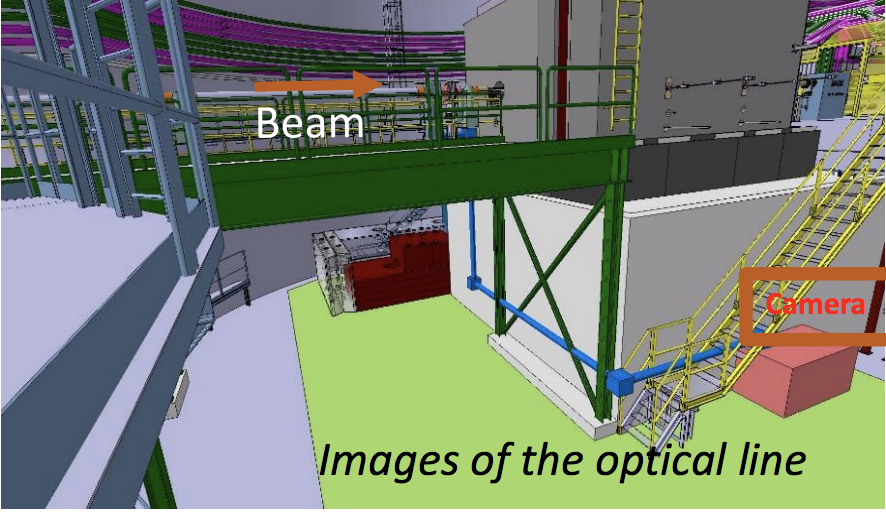 Beam
Camera
Images of the optical line